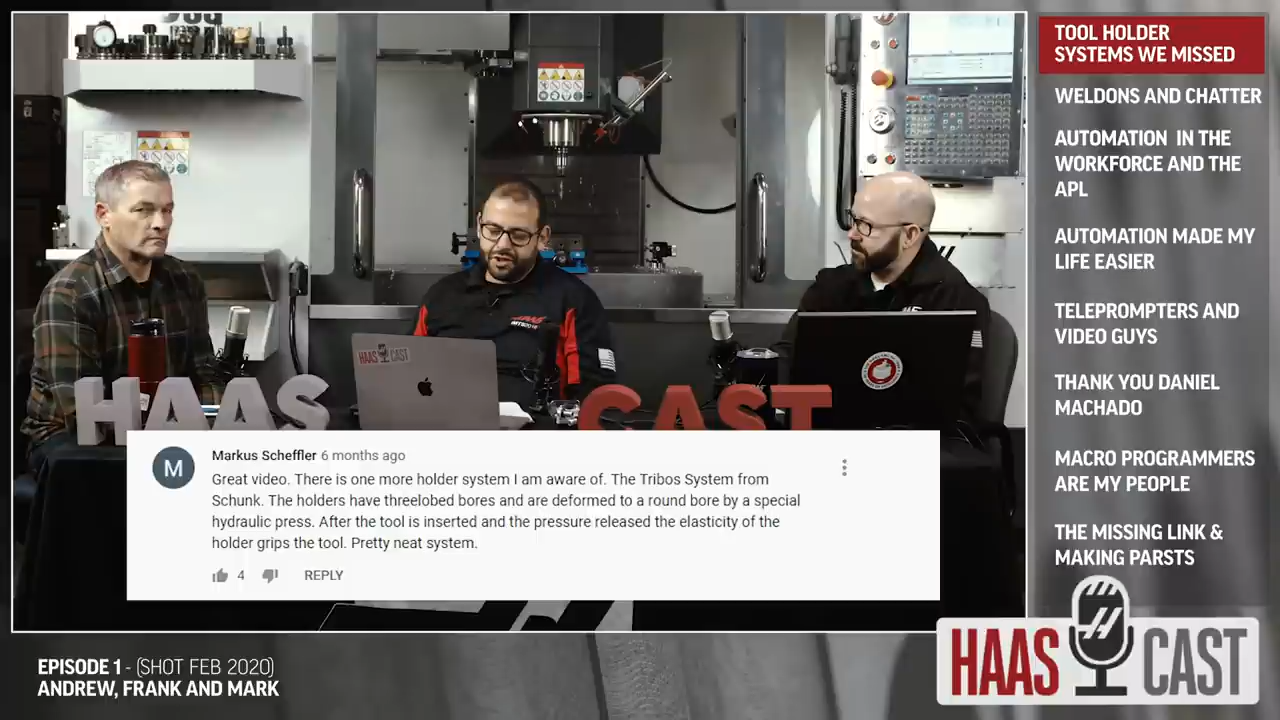 TOOL HOLDER
SYSTEMS WE MISSED
WELDONS AND CHATTER
AUTOMATION IN THE
WORKFORCE AND THE
APL
AUTOMATION MADE MY
LIFE EASIER
TELEPROMPTERS AND
VIDEO GUYS
THANK YOU DANIEL
MACHADO
MACRO PROGRAMMERS
ARE MY PEOPLE
THE MISSING LINK &
MAKING PARSTS
HAAS CAST
HAAS CAST
Markus Scheffler 6 months ago
Great video. There is one more holder system I am aware of. The Tribos System from
Schunk. The holders have threelobed bores and are deformed to a round bore by a special
hydraulic press. After the tool is inserted and the pressure released the elasticity of the
holder grips the tool. Pretty neat system.
4 REPLY
M
EPISODE 1 - (SHOT FEB 2020)
ANDREW, FRANK AND MARK
HAAS CAST